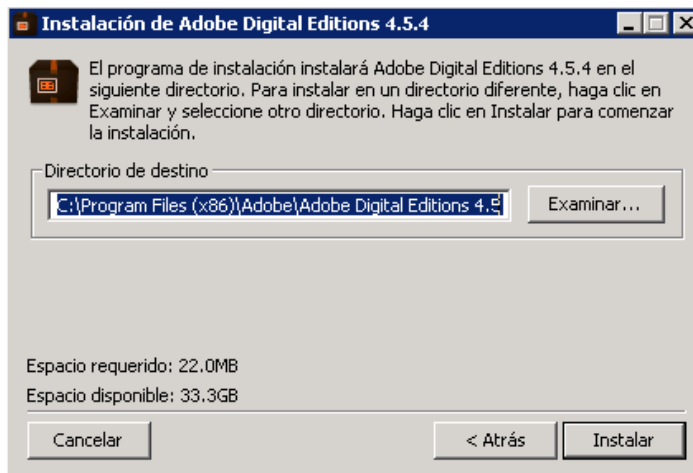 Instalación de Adobe Digital Editions 4.5.4
El programa de instalación instalará Adobe Digital Editions 4.5.4 en el
siguiente directorio. Para instalar en un directorio diferente, haga clic en
Examinar y seleccione otro directorio. Haga clic en Instalar para comenzar
la instalación.
Directorio de destino
C:\Program Files (x86)\Adobe\Adobe Digital Editions 4.5
Examinar...
Espacio requerido: 22.0MB
Espacio disponible: 33.3GB
Cancelar
< Atrás
Instalar